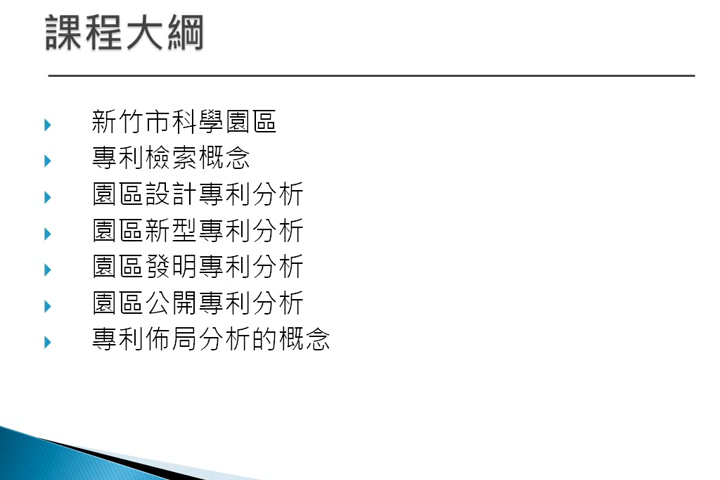 課程大綱
新竹市科學園區
專利檢索概念
園區設計專利分析
園區新型專利分析
園區發明專利分析
園區公開專利分析
專利佈局分析的概念